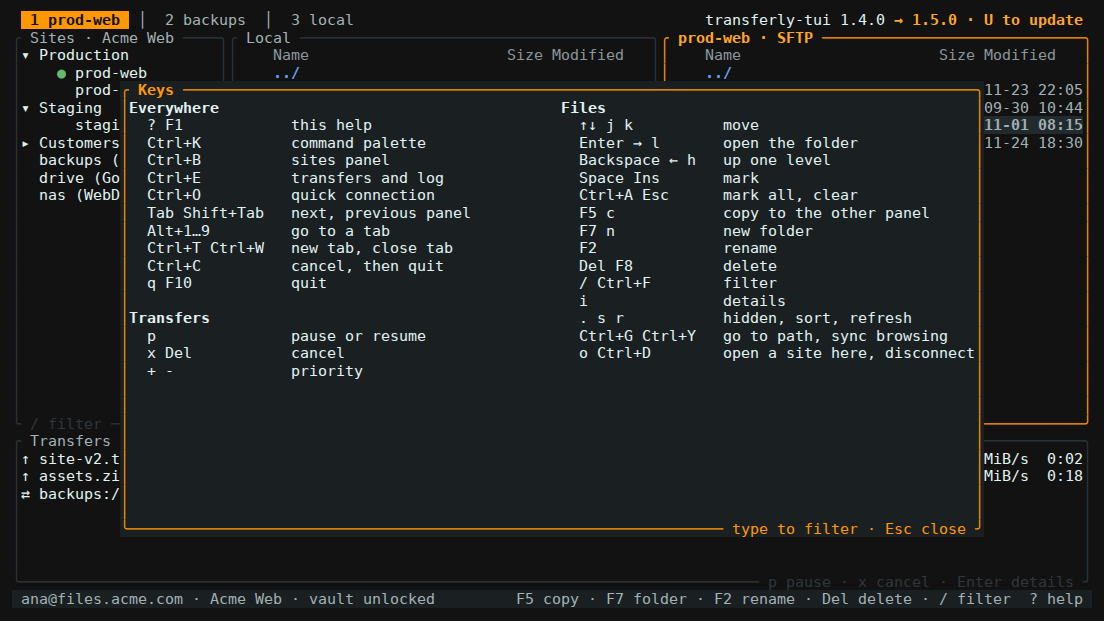 1 prod-web │ 2 backups │ 3 local transferly-tui 1.4.0 → 1.5.0 · U to update
Sites · Acme Web Local prod-web · SFTP
▾ Production Name Size Modified Name Size Modified
● prod-web ../ ../
prod- Keys 11-23 22:05
▾ Staging Everywhere Files 09-30 10:44
stagi ? F1 this help ↑↓ j k move 11-01 08:15
▸ Customers Ctrl+K command palette Enter → l open the folder 11-24 18:30
backups ( Ctrl+B sites panel Backspace ← h up one level
drive (Go Ctrl+E transfers and log Space Ins mark
nas (WebD Ctrl+O quick connection Ctrl+A Esc mark all, clear
Tab Shift+Tab next, previous panel F5 c copy to the other panel
Alt+1…9 go to a tab F7 n new folder
Ctrl+T Ctrl+W new tab, close tab F2 rename
Ctrl+C cancel, then quit Del F8 delete
q F10 quit / Ctrl+F filter
i details
Transfers . s r hidden, sort, refresh
p pause or resume Ctrl+G Ctrl+Y go to path, sync browsing
x Del cancel o Ctrl+D open a site here, disconnect
+ - priority
/ filter
Transfers
↑ site-v2.t MiB/s 0:02
↑ assets.zi MiB/s 0:18
⇄ backups:/
type to filter · Esc close
p pause · x cancel · Enter details
ana@files.acme.com · Acme Web · vault unlocked F5 copy · F7 folder · F2 rename · Del delete · / filter ? help